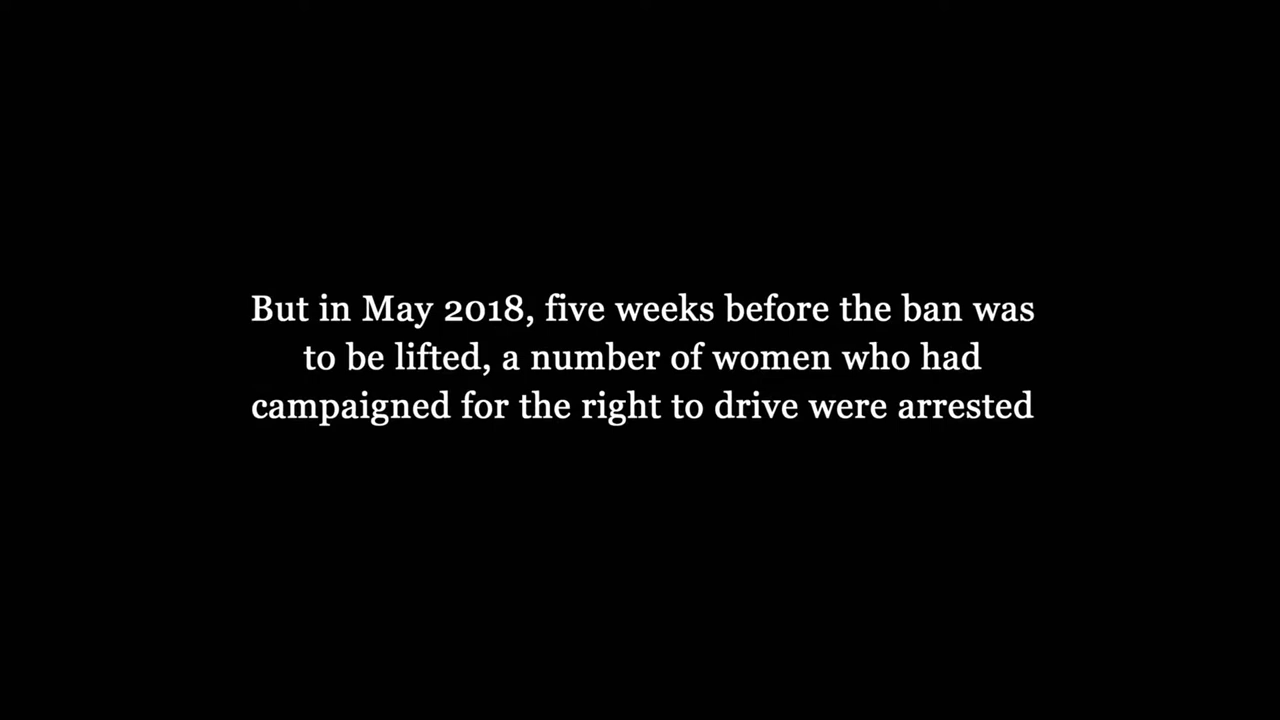 But in May 2018, five weeks before the ban was
to be lifted, a number of women who had
campaigned for the right to drive were arrested